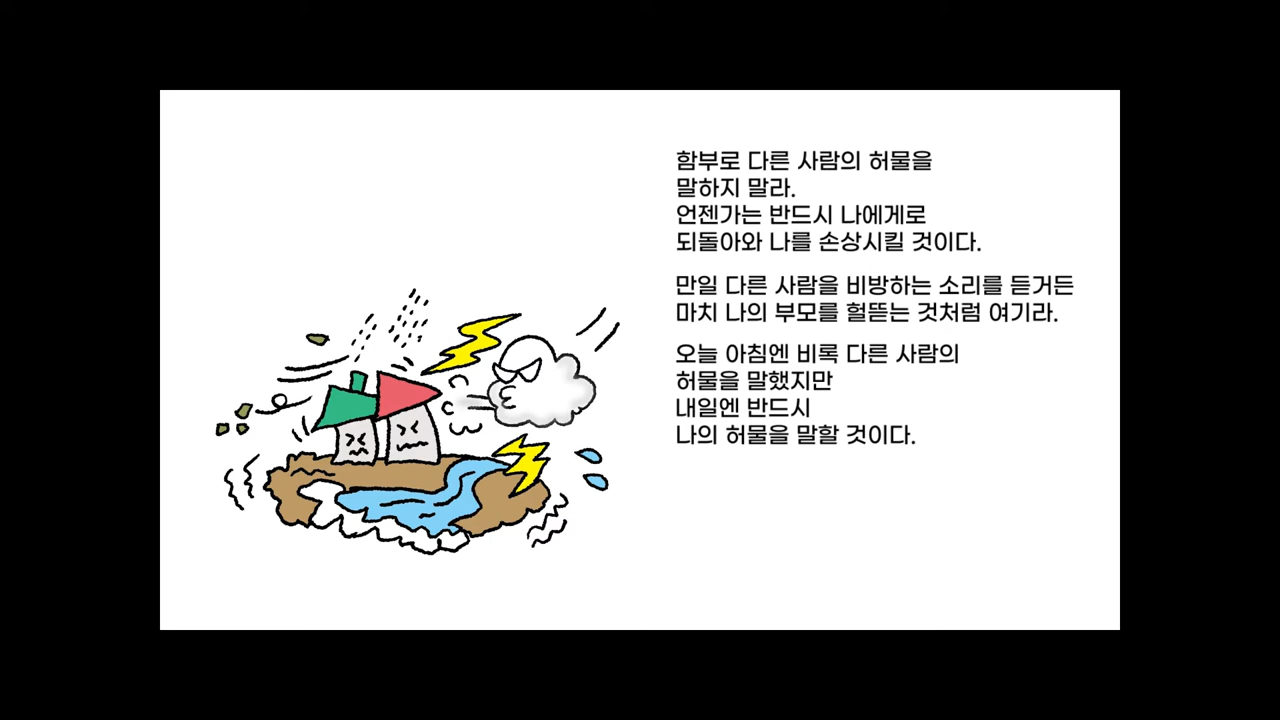 함부로 다른 사람의 허물을
말하지 말라.
언젠가는 반드시 나에게로
되돌아와 나를 손상시킬 것이다.
만일 다른 사람을 비방하는 소리를 듣거든
마치 나의 부모를 헐뜯는 것처럼 여기라.
오늘 아침엔 비록 다른 사람의
허물을 말했지만
내일엔 반드시
나의 허물을 말할 것이다.